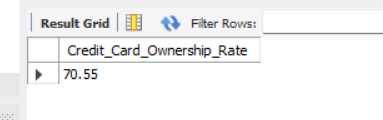 Result Grid Filter Rows:
Credit_Card_Ownership_Rate
70.55